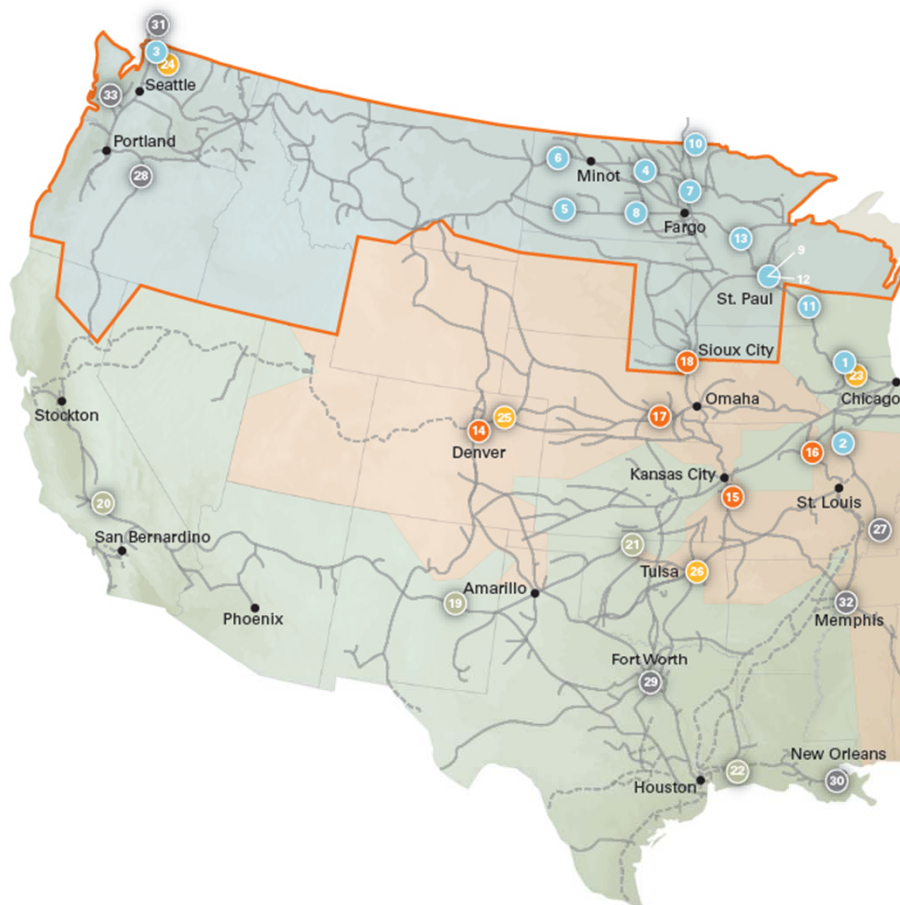 31
3
24
Seattle
33
Portland
28
10
6
Minot
4
7
5
8
Fargo
13
9
12
St. Paul
11
18
Sioux City
1
23
Chicago
Stockton
14
25
Denver
17
Omaha
16
2
Kansas City
15
St. Louis
20
San Bernardino
27
21
Tulsa
26
19
Amarillo
Phoenix
32
Memphis
Fort Worth
29
Houston
22
New Orleans
30